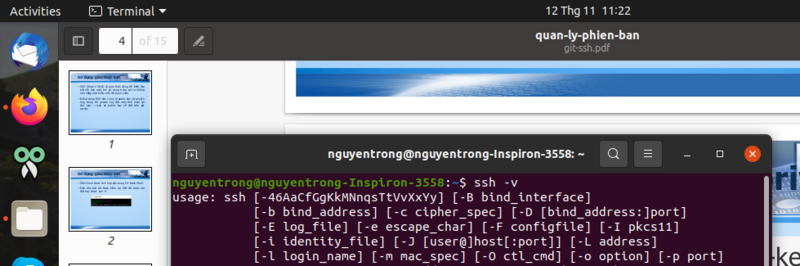 Activities
Terminal
12 Thg 11 11:22
4 of 15
quan-ly-phien-ban
git-ssh.pdf
1
2
nguyentrong@nguyentrong-Inspiron-3558: ~
nguyentrong@nguyentrong-Inspiron-3558:~$ ssh -v
usage: ssh [-46AaCfGgKkMNnqsTtVvXxYy] [-B bind_interface]
[-b bind_address] [-c cipher_spec] [-D [bind_address:]port]
[-E log_file] [-e escape_char] [-F configfile] [-I pkcs11]
[-i identity_file] [-J [user@]host[:port]] [-L address]
[-l login_name] [-m mac_spec] [-O ctl_cmd] [-o option] [-p port]